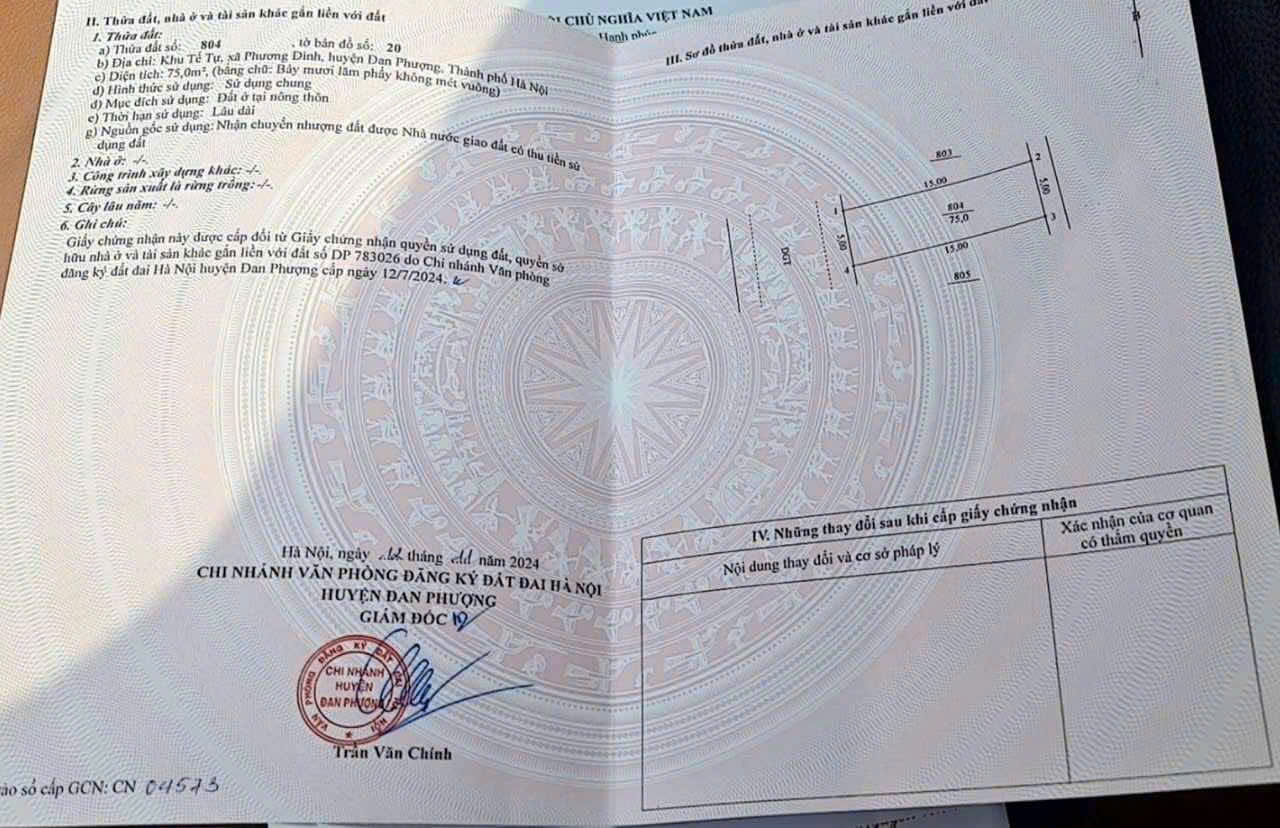 II. Thửa đất, nhà ở và tài sản khác gắn liền với đất
1. Thửa đất:
a) Thửa đất số: 804 , tờ bản đồ số: 20
b) Địa chỉ: Khu Tế Tự, xã Phương Đình, huyện Đan Phượng, Thành phố Hà Nội
c) Diện tích: 75,0m², (bằng chữ: Bảy mươi lăm phẩy không mét vuông)
d) Hình thức sử dụng: Sử dụng chung
đ) Mục đích sử dụng: Đất ở tại nông thôn
e) Thời hạn sử dụng: Lâu dài
g) Nguồn gốc sử dụng: Nhận chuyển nhượng đất được Nhà nước giao đất có thu tiền sử
dụng đất
2. Nhà ở: -/-.
3. Công trình xây dựng khác: -/-.
4. Rừng sản xuất là rừng trồng: -/-.
5. Cây lâu năm: -/-.
6. Ghi chú:
Giấy chứng nhận này được cấp đổi từ Giấy chứng nhận quyền sử dụng đất, quyền sở
hữu nhà ở và tài sản khác gắn liền với đất số DP 783026 do Chi nhánh Văn phòng
đăng ký đất đai Hà Nội huyện Đan Phượng cấp ngày 12/7/2024.
Hà Nội, ngày tháng 11 năm 2024
CHI NHÁNH VĂN PHÒNG ĐĂNG KÝ ĐẤT ĐAI HÀ NỘI
HUYỆN ĐAN PHƯỢNG
GIÁM ĐỐC
VĂN PHÒNG ĐĂNG KÝ ĐẤT ĐAI HÀ NỘI
CHI NHÁNH
HUYỆN
ĐAN PHƯỢNG
Trần Văn Chính
vào sổ cấp GCN: CN 04573
CHỦ NGHĨA VIỆT NAM
Hạnh phúc
III. Sơ đồ thửa đất, nhà ở và tài sản khác gắn liền với đất
B
803
2
15,00
1
804
75,0
5,00
3
5,00
ĐGT
15,00
4
805
IV. Những thay đổi sau khi cấp giấy chứng nhận
Nội dung thay đổi và cơ sở pháp lý
Xác nhận của cơ quan
có thẩm quyền